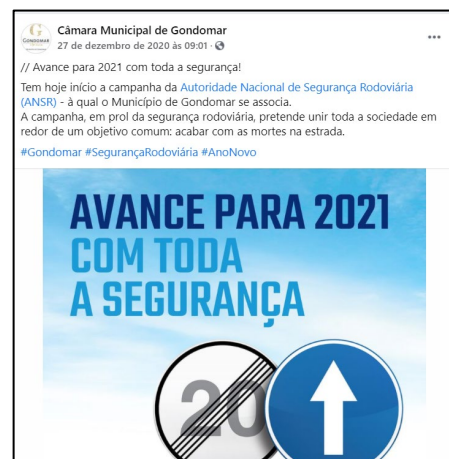 GONDOMAR
Câmara Municipal de Gondomar
27 de dezembro de 2020 às 09:01 ·
// Avance para 2021 com toda a segurança!
Tem hoje início a campanha da Autoridade Nacional de Segurança Rodoviária
(ANSR) - à qual o Município de Gondomar se associa.
A campanha, em prol da segurança rodoviária, pretende unir toda a sociedade em
redor de um objetivo comum: acabar com as mortes na estrada.
#Gondomar #SegurançaRodoviária #AnoNovo
AVANCE PARA 2021
COM TODA
A SEGURANÇA
20